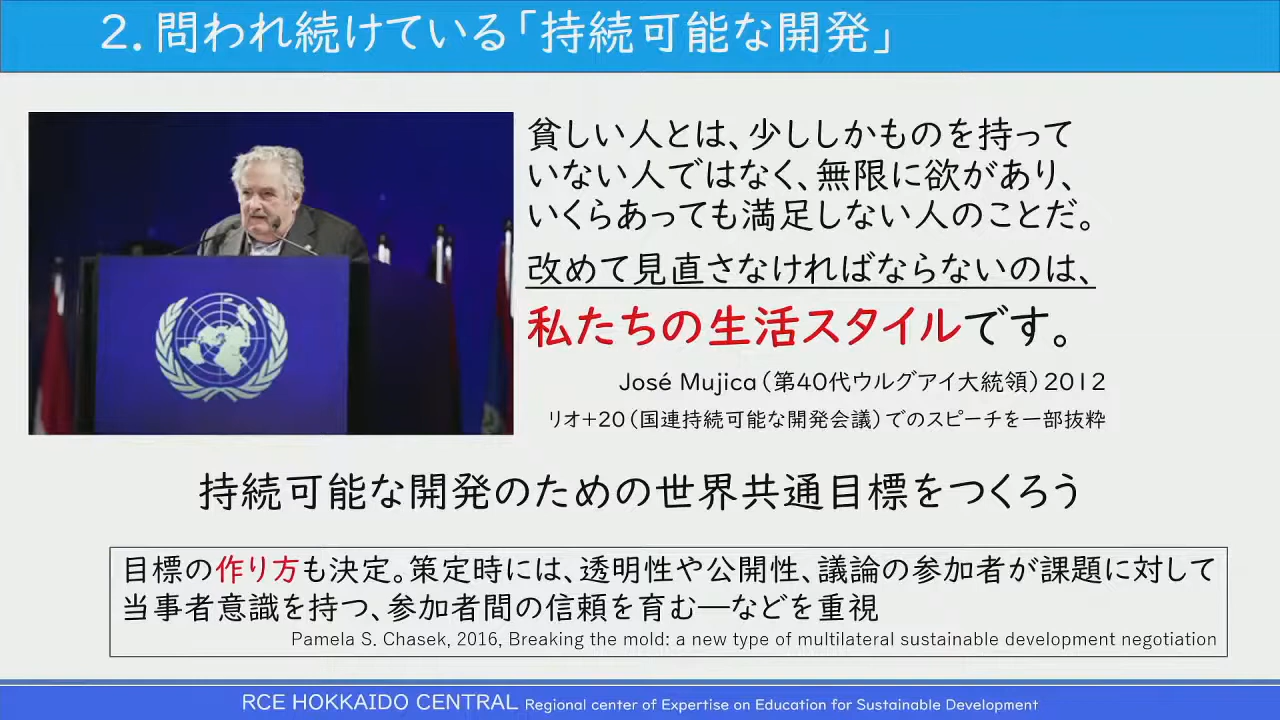 2. 問われ続けている「持続可能な開発」
貧しい人とは、少ししかものを持って
いない人ではなく、無限に欲があり、
いくらあっても満足しない人のことだ。
改めて見直さなければならないのは、
私たちの生活スタイルです。
José Mujica（第40代ウルグアイ大統領）2012
リオ+20（国連持続可能な開発会議）でのスピーチを一部抜粋
持続可能な開発のための世界共通目標をつくろう
目標の作り方も決定。策定時には、透明性や公開性、議論の参加者が課題に対して
当事者意識を持つ、参加者間の信頼を育む―などを重視
Pamela S. Chasek, 2016, Breaking the mold: a new type of multilateral sustainable development negotiation
RCE HOKKAIDO CENTRAL Regional center of Expertise on Education for Sustainable Development